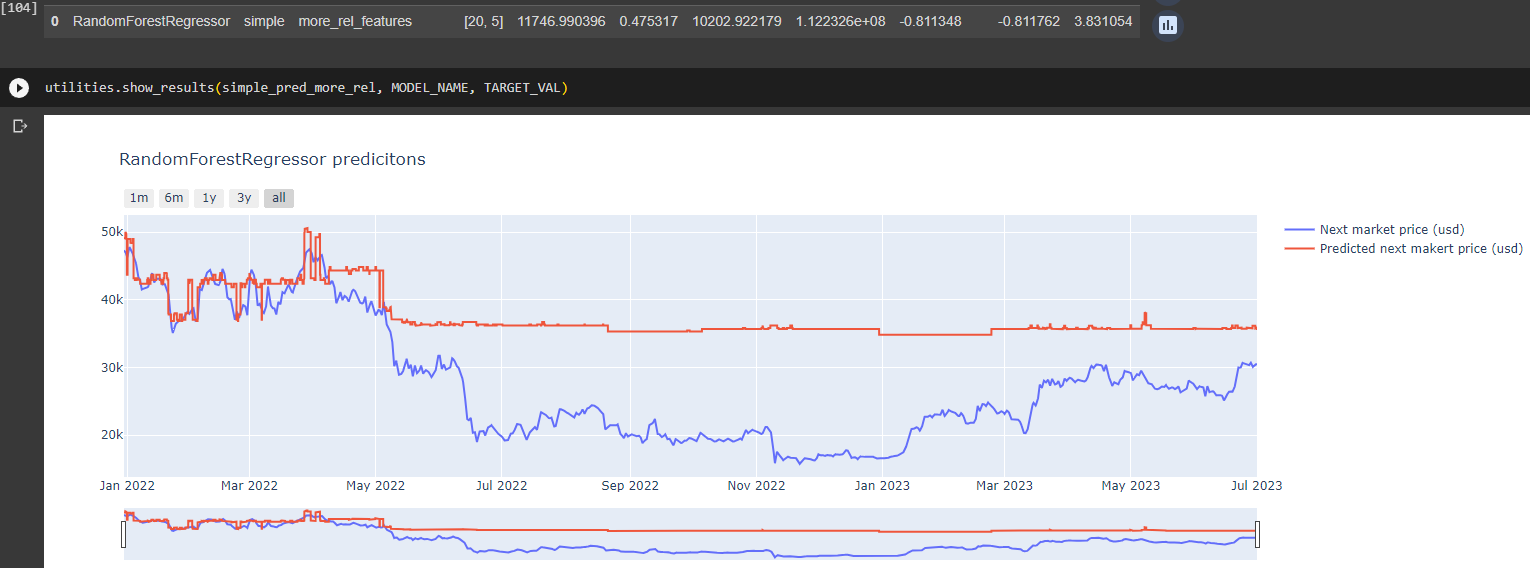 [104]
0 RandomForestRegressor simple more_rel_features [20, 5] 11746.990396 0.475317 10202.922179 1.122326e+08 -0.811348 -0.811762 3.831054
utilities.show_results(simple_pred_more_rel, MODEL_NAME, TARGET_VAL)
RandomForestRegressor predicitons
1m 6m 1y 3y all
Next market price (usd)
Predicted next makert price (usd)
50k
40k
30k
20k
Jan 2022 Mar 2022 May 2022 Jul 2022 Sep 2022 Nov 2022 Jan 2023 Mar 2023 May 2023 Jul 2023